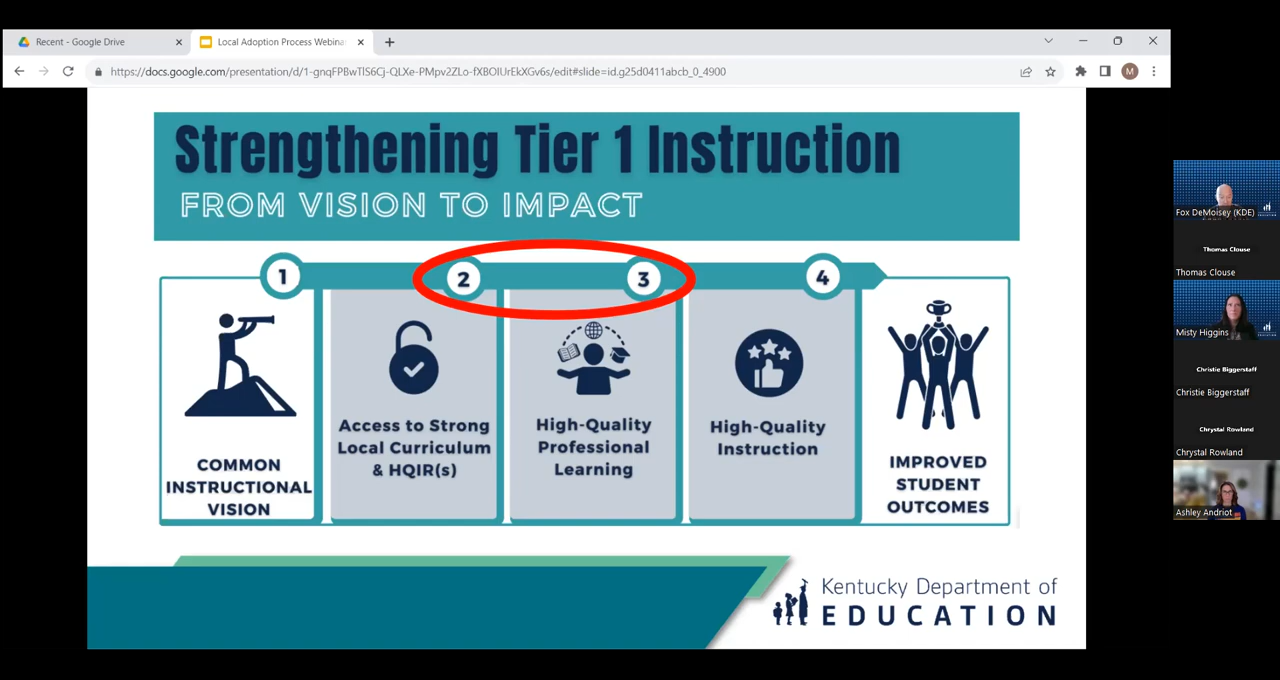 Recent - Google Drive
Local Adoption Process Webinar
https://docs.google.com/presentation/d/1-gnqFPBwTlS6Cj-QLXe-PMpv2ZLo-fXBOIUrEkXGv6s/edit#slide=id.g25d0411abcb_0_4900
M
Strengthening Tier 1 Instruction
FROM VISION TO IMPACT
1
2
3
4
COMMON
INSTRUCTIONAL
VISION
Access to Strong
Local Curriculum
& HQIR(s)
High-Quality
Professional
Learning
High-Quality
Instruction
IMPROVED
STUDENT
OUTCOMES
Kentucky Department of
EDUCATION
Fox DeMoisey (KDE)
Thomas Clouse
Thomas Clouse
Misty Higgins
Christie Biggerstaff
Christie Biggerstaff
Chrystal Rowland
Chrystal Rowland
Ashley Andriot